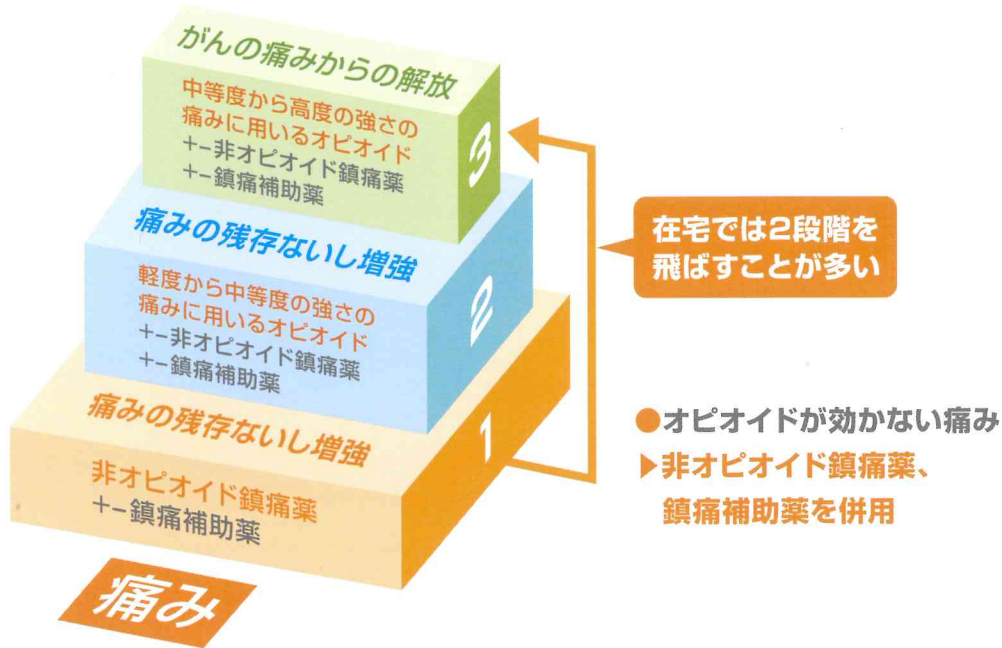 がんの痛みからの解放
中等度から高度の強さの
痛みに用いるオピオイド
+-非オピオイド鎮痛薬
+-鎮痛補助薬
3
痛みの残存ないし増強
軽度から中等度の強さの
痛みに用いるオピオイド
+-非オピオイド鎮痛薬
+-鎮痛補助薬
2
痛みの残存ないし増強
非オピオイド鎮痛薬
+-鎮痛補助薬
1
痛み
在宅では2段階を
飛ばすことが多い
●オピオイドが効かない痛み
▶非オピオイド鎮痛薬、
鎮痛補助薬を併用